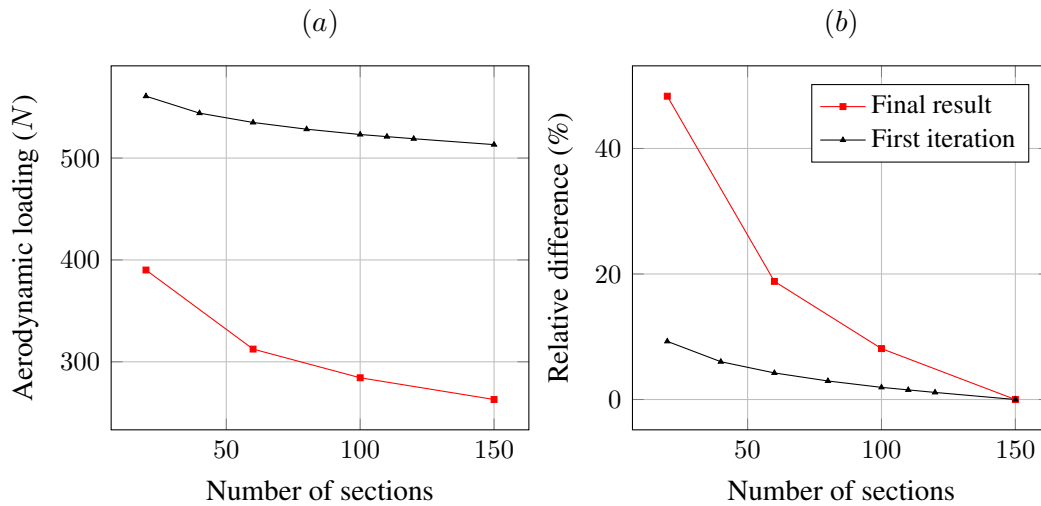 (a)
Aerodynamic loading (N)
500
400
300
50
100
150
Number of sections
(b)
Relative difference (%)
40
20
0
50
100
150
Number of sections
Final result
First iteration